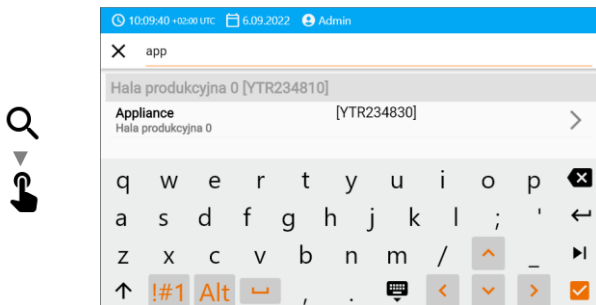 10:09:40 +02:00 UTC 6.09.2022 Admin
app
Hala produkcyjna 0 [YTR234810]
Appliance [YTR234830]
Hala produkcyjna 0
q w e r t y u i o p
a s d f g h j k l ; '
z x c v b n m / _
!#1 Alt , .